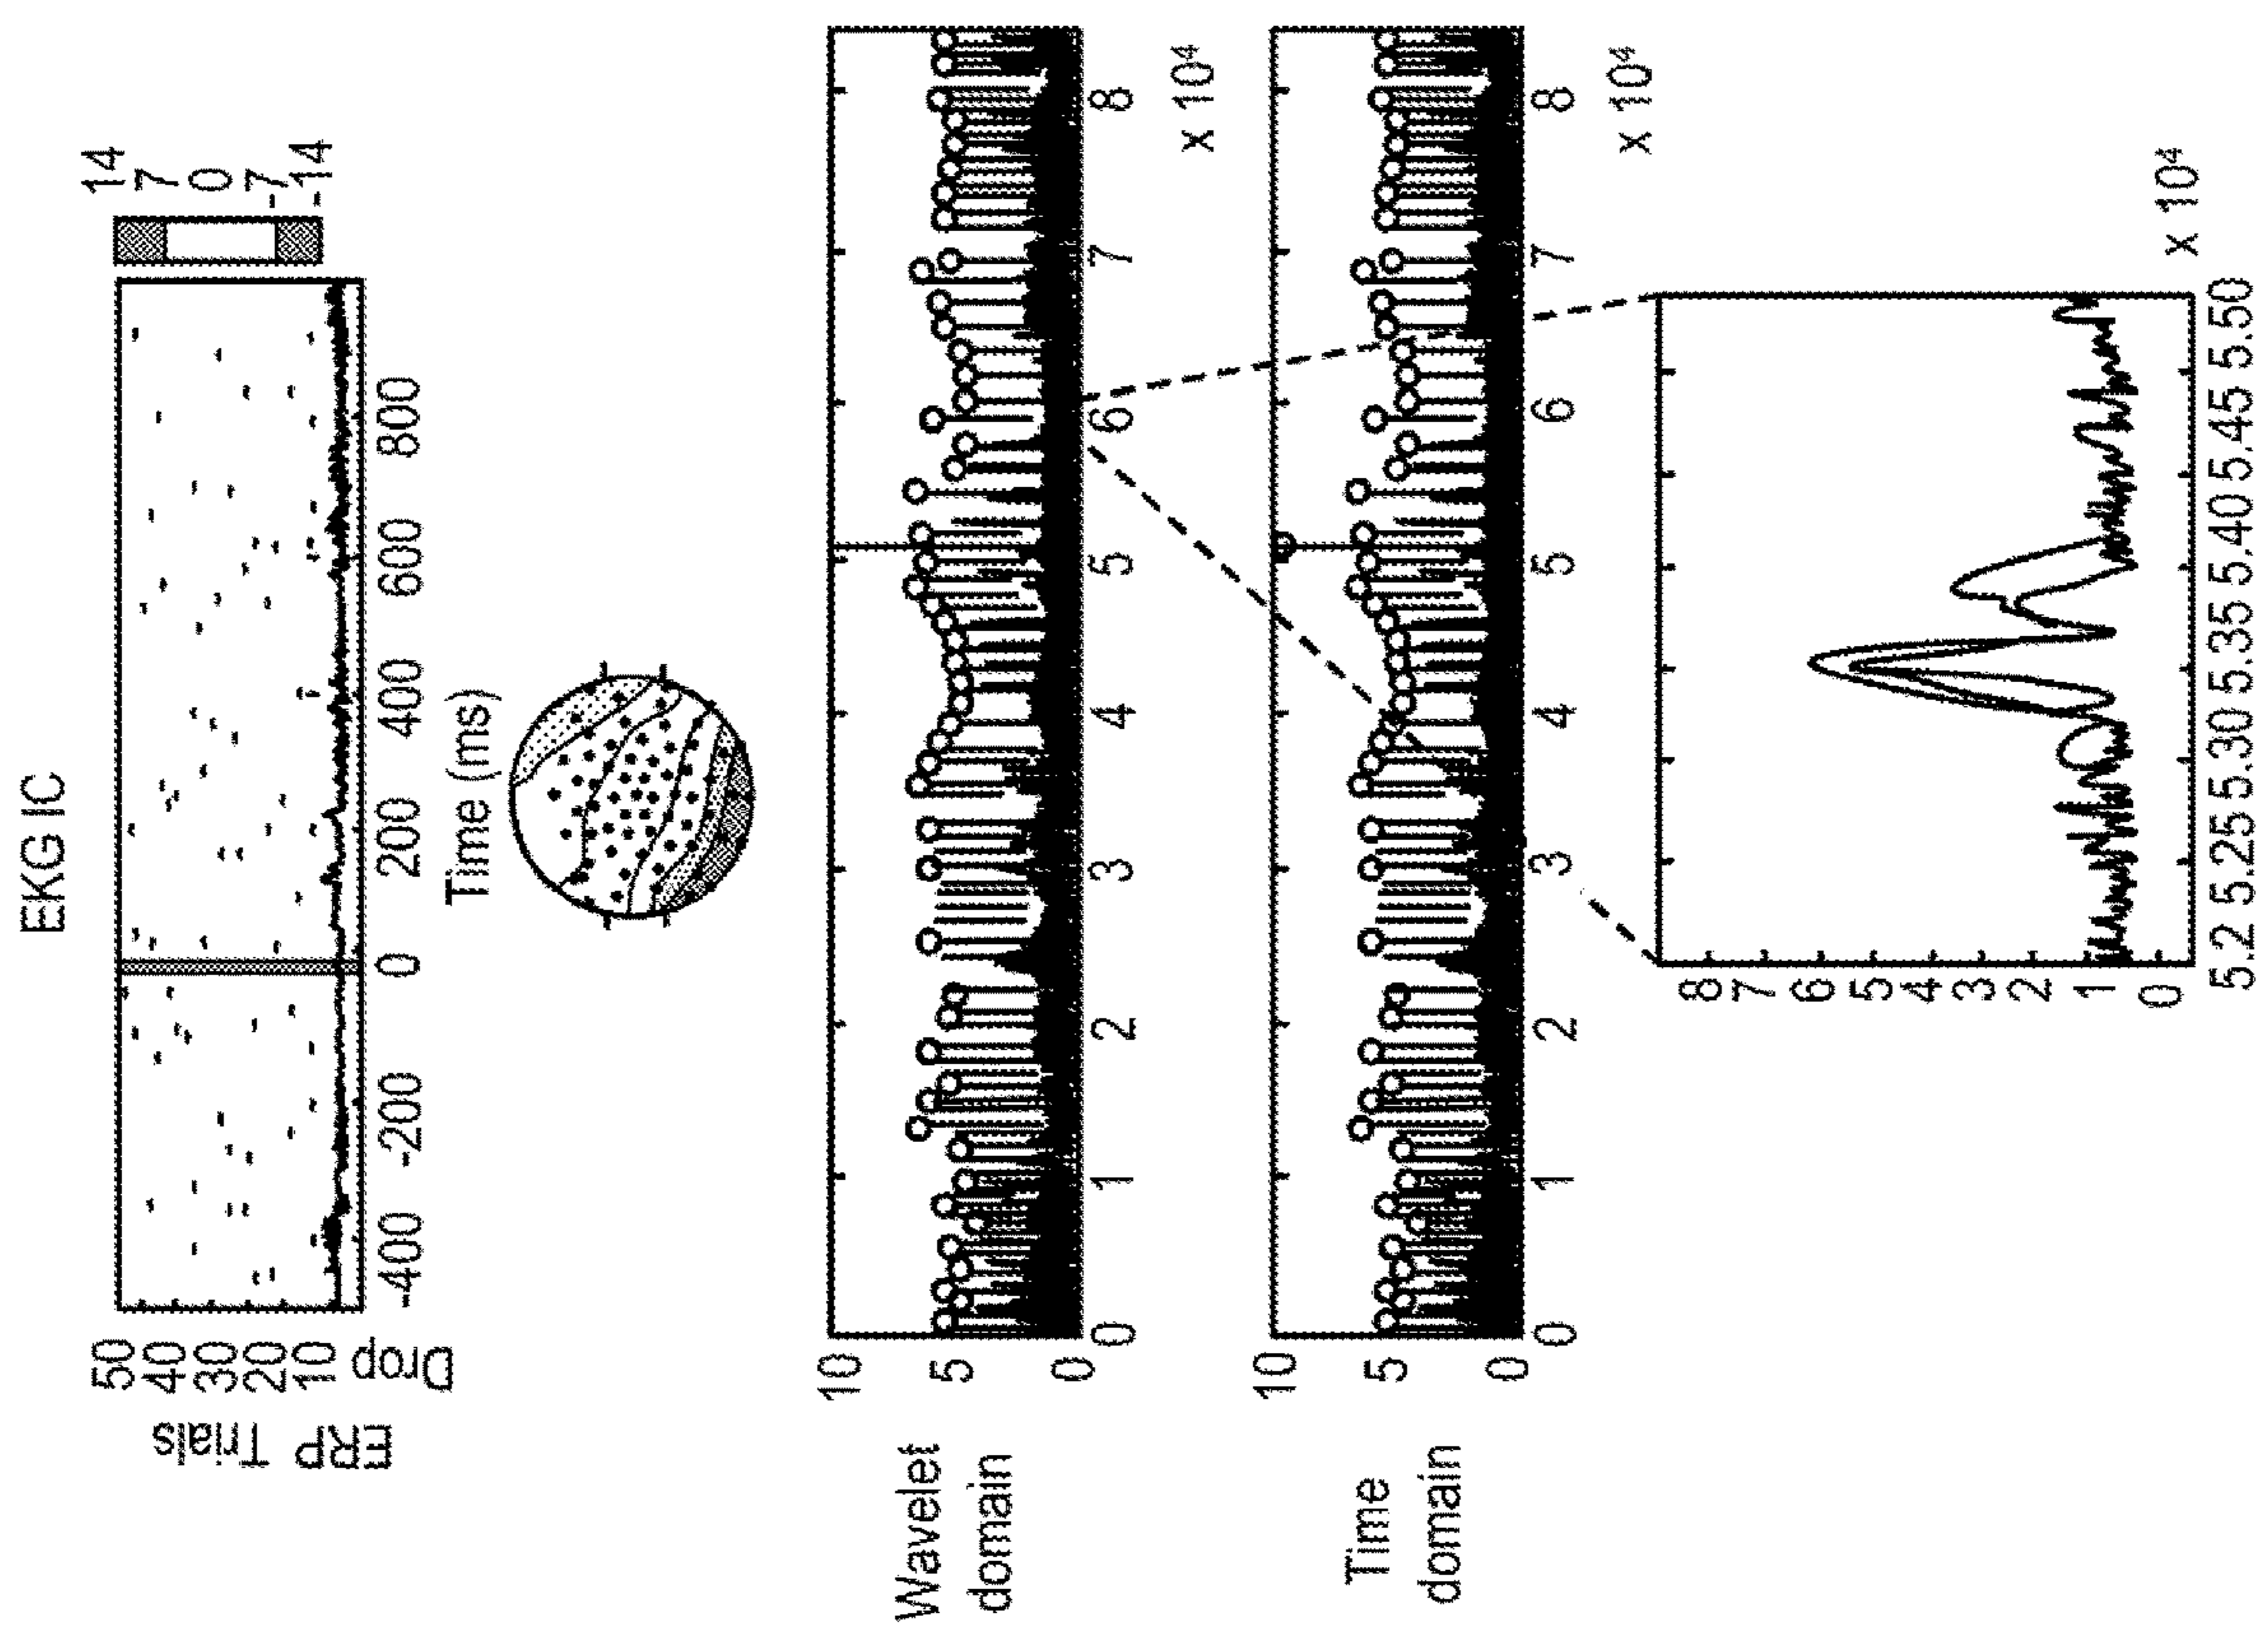 EKG IC
ERP Trials
50
40
30
20
10
Drop
14
7
0
-7
-14
-400 -200 0 200 400 600 800
Time (ms)
Wavelet
domain
10
5
0
0 1 2 3 4 5 6 7 8
x 10⁴
Time
domain
10
5
0
0 1 2 3 4 5 6 7 8
x 10⁴
8
7
6
5
4
3
2
1
0
5.2 5.25 5.30 5.35 5.40 5.45 5.50
x 10⁴